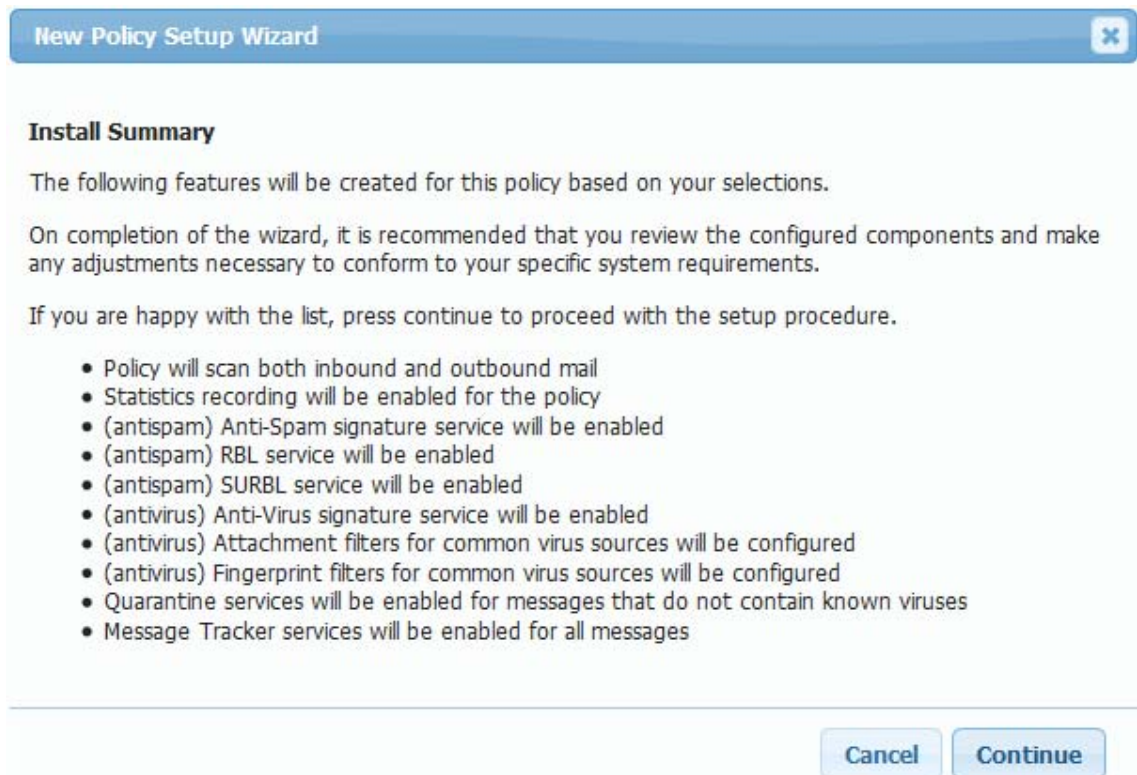 New Policy Setup Wizard
Install Summary
The following features will be created for this policy based on your selections.
On completion of the wizard, it is recommended that you review the configured components and make
any adjustments necessary to conform to your specific system requirements.
If you are happy with the list, press continue to proceed with the setup procedure.
• Policy will scan both inbound and outbound mail
• Statistics recording will be enabled for the policy
• (antispam) Anti-Spam signature service will be enabled
• (antispam) RBL service will be enabled
• (antispam) SURBL service will be enabled
• (antivirus) Anti-Virus signature service will be enabled
• (antivirus) Attachment filters for common virus sources will be configured
• (antivirus) Fingerprint filters for common virus sources will be configured
• Quarantine services will be enabled for messages that do not contain known viruses
• Message Tracker services will be enabled for all messages
Cancel Continue